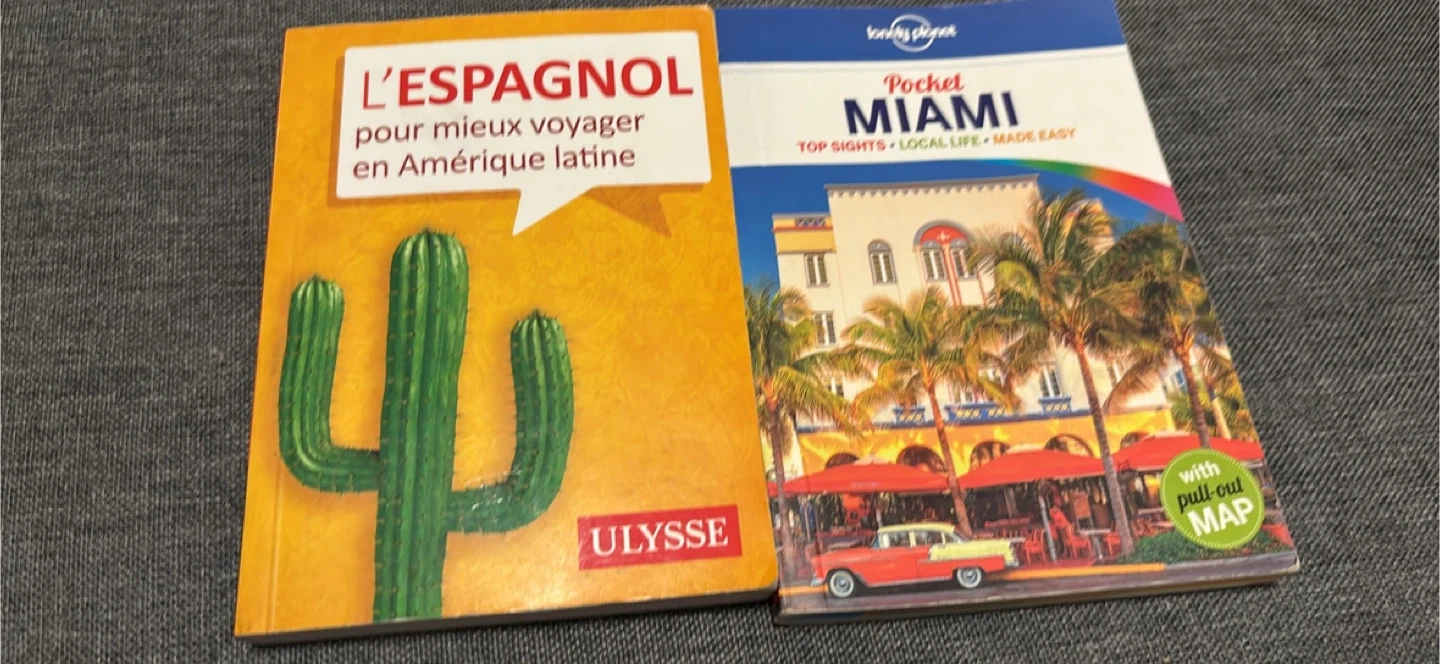 L'ESPAGNOL
pour mieux voyager
en Amérique latine
ULYSSE
lonely planet
Pocket
MIAMI
TOP SIGHTS • LOCAL LIFE • MADE EASY
with
pull-out
MAP